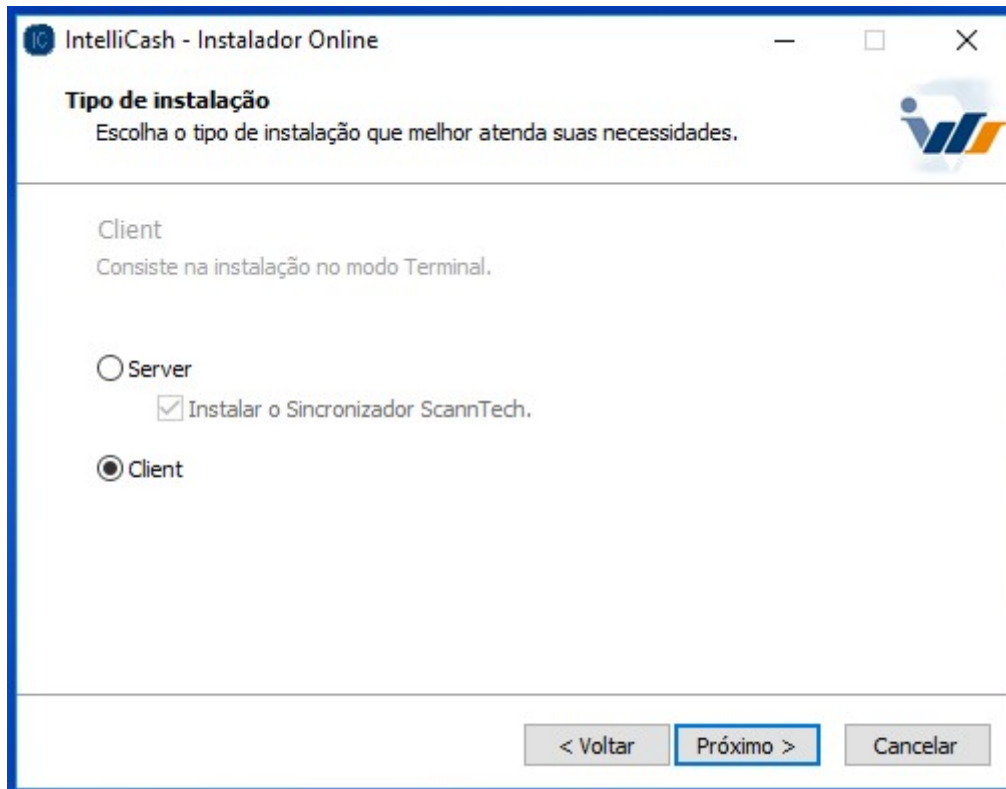 IC IntelliCash - Instalador Online
Tipo de instalação
Escolha o tipo de instalação que melhor atenda suas necessidades.
Client
Consiste na instalação no modo Terminal.
Server
Instalar o Sincronizador ScannTech.
Client
< Voltar
Próximo >
Cancelar